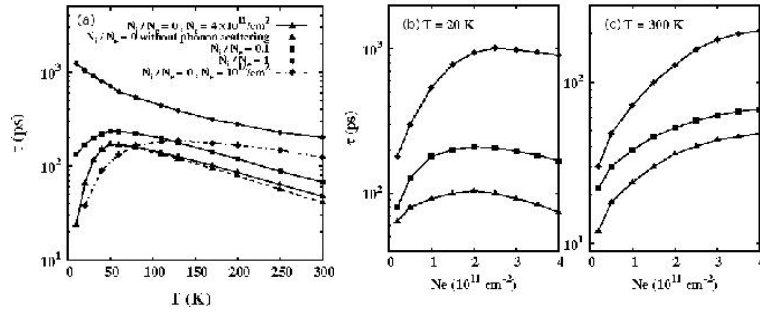 (a)
N_i / N_e = 0, N_e = 4×10^11/cm^2
N_i / N_e = 0 without phonon scattering
N_i / N_e = 0.1
N_i / N_e = 1
N_i / N_e = 0, N_e = /cm^2
τ (ps)
10^3
10^2
10^1
0 50 100 150 200 250 300
T (K)
(b) T = 20 K
τ (ps)
10^3
10^2
0 1 2 3 4
Ne (10^11 cm^-2)
(c) T = 300 K
10^2
10^1
0 1 2 3 4
Ne (10^11 cm^-2)